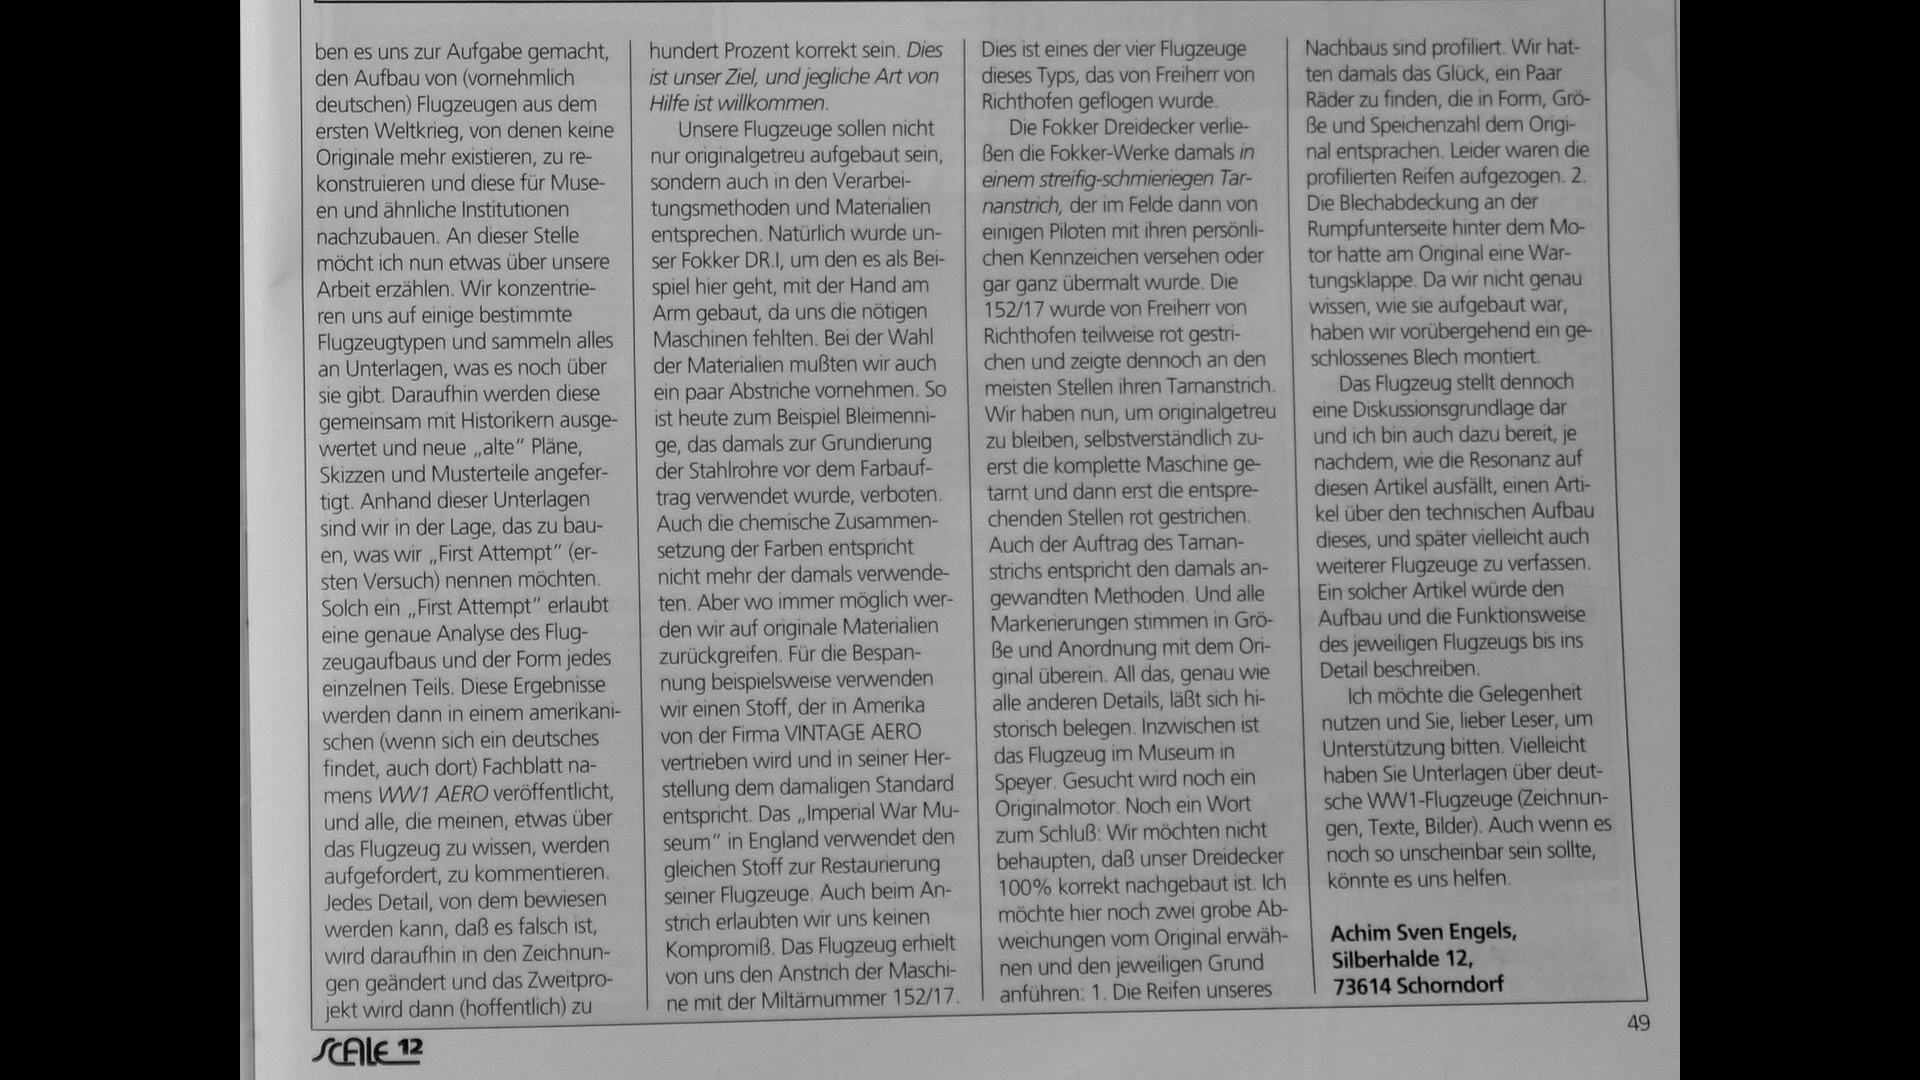 ben es uns zur Aufgabe gemacht,
den Aufbau von (vornehmlich
deutschen) Flugzeugen aus dem
ersten Weltkrieg, von denen keine
Originale mehr existieren, zu re-
konstruieren und diese für Muse-
en und ähnliche Institutionen
nachzubauen. An dieser Stelle
möcht ich nun etwas über unsere
Arbeit erzählen. Wir konzentrie-
ren uns auf einige bestimmte
Flugzeugtypen und sammeln alles
an Unterlagen, was es noch über
sie gibt. Daraufhin werden diese
gemeinsam mit Historikern ausge-
wertet und neue „alte" Pläne,
Skizzen und Musterteile angefer-
tigt. Anhand dieser Unterlagen
sind wir in der Lage, das zu bau-
en, was wir „First Attempt" (er-
sten Versuch) nennen möchten.
Solch ein „First Attempt" erlaubt
eine genaue Analyse des Flug-
zeugaufbaus und der Form jedes
einzelnen Teils. Diese Ergebnisse
werden dann in einem amerikani-
schen (wenn sich ein deutsches
findet, auch dort) Fachblatt na-
mens WW1 AERO veröffentlicht,
und alle, die meinen, etwas über
das Flugzeug zu wissen, werden
aufgefordert, zu kommentieren.
Jedes Detail, von dem bewiesen
werden kann, daß es falsch ist,
wird daraufhin in den Zeichnun-
gen geändert und das Zweitpro-
jekt wird dann (hoffentlich) zu
hundert Prozent korrekt sein. Dies
ist unser Ziel, und jegliche Art von
Hilfe ist willkommen.
Unsere Flugzeuge sollen nicht
nur originalgetreu aufgebaut sein,
sondern auch in den Verarbei-
tungsmethoden und Materialien
entsprechen. Natürlich wurde un-
ser Fokker DR.I, um den es als Bei-
spiel hier geht, mit der Hand am
Arm gebaut, da uns die nötigen
Maschinen fehlten. Bei der Wahl
der Materialien mußten wir auch
ein paar Abstriche vornehmen. So
ist heute zum Beispiel Bleimenni-
ge, das damals zur Grundierung
der Stahlrohre vor dem Farbauf-
trag verwendet wurde, verboten.
Auch die chemische Zusammen-
setzung der Farben entspricht
nicht mehr der damals verwende-
ten. Aber wo immer möglich wer-
den wir auf originale Materialien
zurückgreifen. Für die Bespan-
nung beispielsweise verwenden
wir einen Stoff, der in Amerika
von der Firma VINTAGE AERO
vertrieben wird und in seiner Her-
stellung dem damaligen Standard
entspricht. Das „Imperial War Mu-
seum" in England verwendet den
gleichen Stoff zur Restaurierung
seiner Flugzeuge. Auch beim An-
strich erlaubten wir uns keinen
Kompromiß. Das Flugzeug erhielt
von uns den Anstrich der Maschi-
ne mit der Miltärnummer 152/17.
Dies ist eines der vier Flugzeuge
dieses Typs, das von Freiherr von
Richthofen geflogen wurde.
Die Fokker Dreidecker verlie-
ßen die Fokker-Werke damals in
einem streifig-schmieriegen Tar-
nanstrich, der im Felde dann von
einigen Piloten mit ihren persönli-
chen Kennzeichen versehen oder
gar ganz übermalt wurde. Die
152/17 wurde von Freiherr von
Richthofen teilweise rot gestri-
chen und zeigte dennoch an den
meisten Stellen ihren Tarnanstrich.
Wir haben nun, um originalgetreu
zu bleiben, selbstverständlich zu-
erst die komplette Maschine ge-
tarnt und dann erst die entspre-
chenden Stellen rot gestrichen.
Auch der Auftrag des Tarnan-
strichs entspricht den damals an-
gewandten Methoden. Und alle
Markerierungen stimmen in Grö-
ße und Anordnung mit dem Ori-
ginal überein. All das, genau wie
alle anderen Details, läßt sich hi-
storisch belegen. Inzwischen ist
das Flugzeug im Museum in
Speyer. Gesucht wird noch ein
Originalmotor. Noch ein Wort
zum Schluß: Wir möchten nicht
behaupten, daß unser Dreidecker
100% korrekt nachgebaut ist. Ich
möchte hier noch zwei grobe Ab-
weichungen vom Original erwäh-
nen und den jeweiligen Grund
anführen: 1. Die Reifen unseres
Nachbaus sind profiliert. Wir hat-
ten damals das Glück, ein Paar
Räder zu finden, die in Form, Grö-
ße und Speichenzahl dem Origi-
nal entsprachen. Leider waren die
profilierten Reifen aufgezogen. 2.
Die Blechabdeckung an der
Rumpfunterseite hinter dem Mo-
tor hatte am Original eine War-
tungsklappe. Da wir nicht genau
wissen, wie sie aufgebaut war,
haben wir vorübergehend ein ge-
schlossenes Blech montiert.
Das Flugzeug stellt dennoch
eine Diskussionsgrundlage dar
und ich bin auch dazu bereit, je
nachdem, wie die Resonanz auf
diesen Artikel ausfällt, einen Arti-
kel über den technischen Aufbau
dieses, und später vielleicht auch
weiterer Flugzeuge zu verfassen.
Ein solcher Artikel würde den
Aufbau und die Funktionsweise
des jeweiligen Flugzeugs bis ins
Detail beschreiben.
Ich möchte die Gelegenheit
nutzen und Sie, lieber Leser, um
Unterstützung bitten. Vielleicht
haben Sie Unterlagen über deut-
sche WW1-Flugzeuge (Zeichnun-
gen, Texte, Bilder). Auch wenn es
noch so unscheinbar sein sollte,
könnte es uns helfen.
Achim Sven Engels,
Silberhalde 12,
73614 Schorndorf
SCALE 12
49